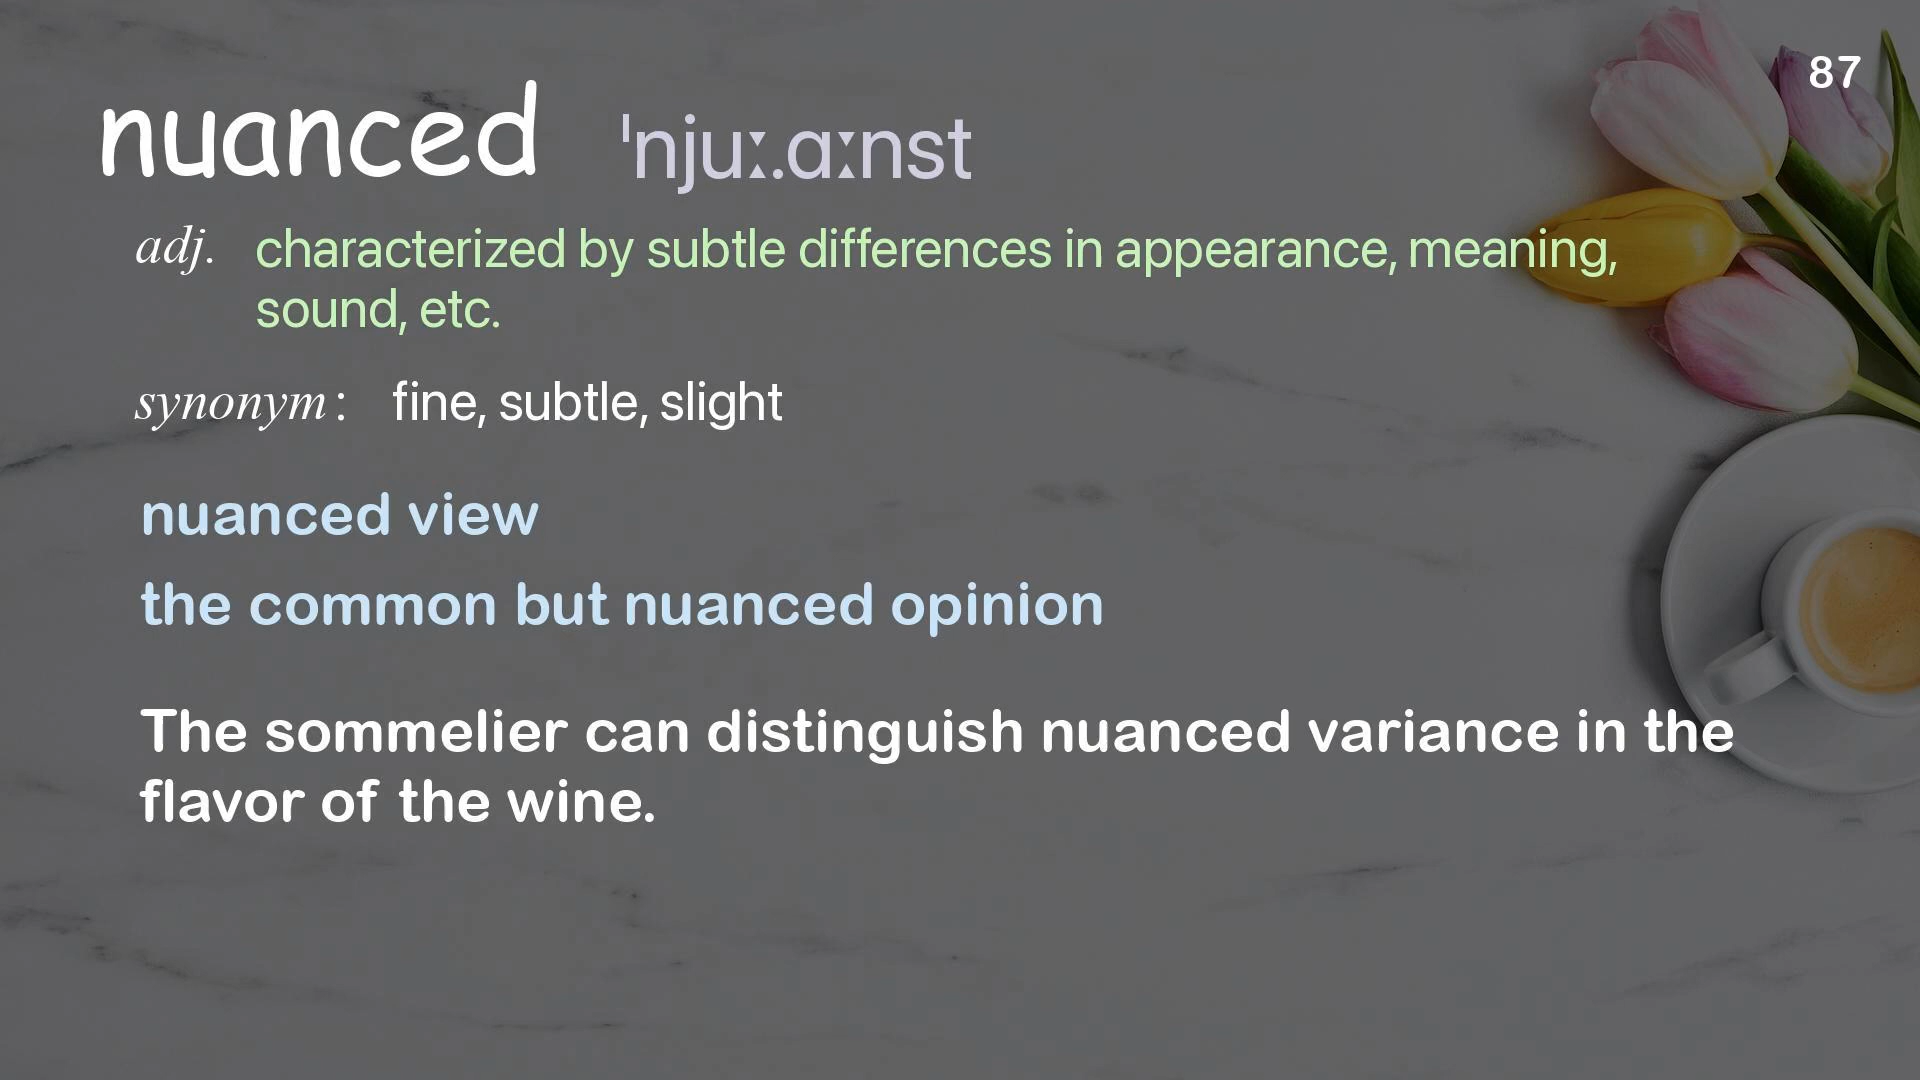 87
nuanced ˈnjuː.ɑːnst
adj. characterized by subtle differences in appearance, meaning,
sound, etc.
synonym: fine, subtle, slight
nuanced view
the common but nuanced opinion
The sommelier can distinguish nuanced variance in the
flavor of the wine.